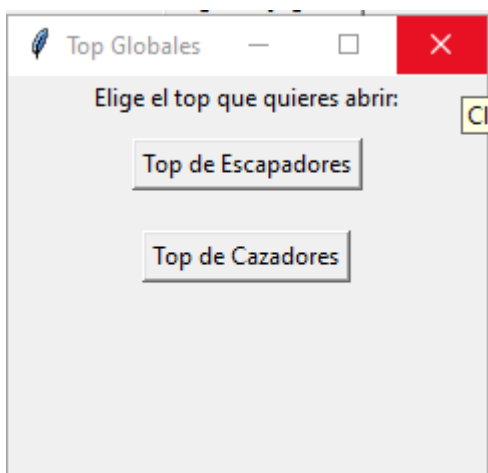 Top Globales
Elige el top que quieres abrir:
Top de Escapadores
Top de Cazadores